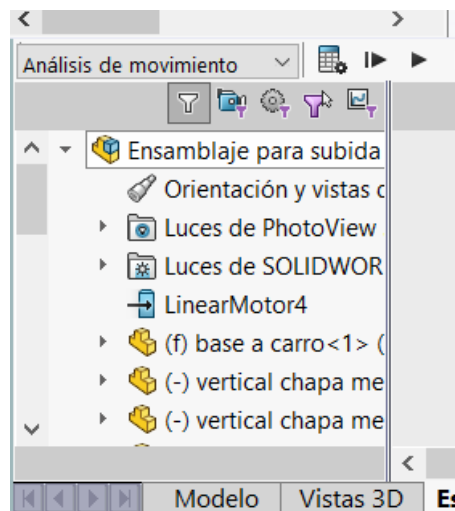 Análisis de movimiento
Ensamblaje para subida
Orientación y vistas
Luces de PhotoView
Luces de SOLIDWOR
LinearMotor4
(f) base a carro<1> (
(-) vertical chapa me
(-) vertical chapa me
Modelo Vistas 3D Es